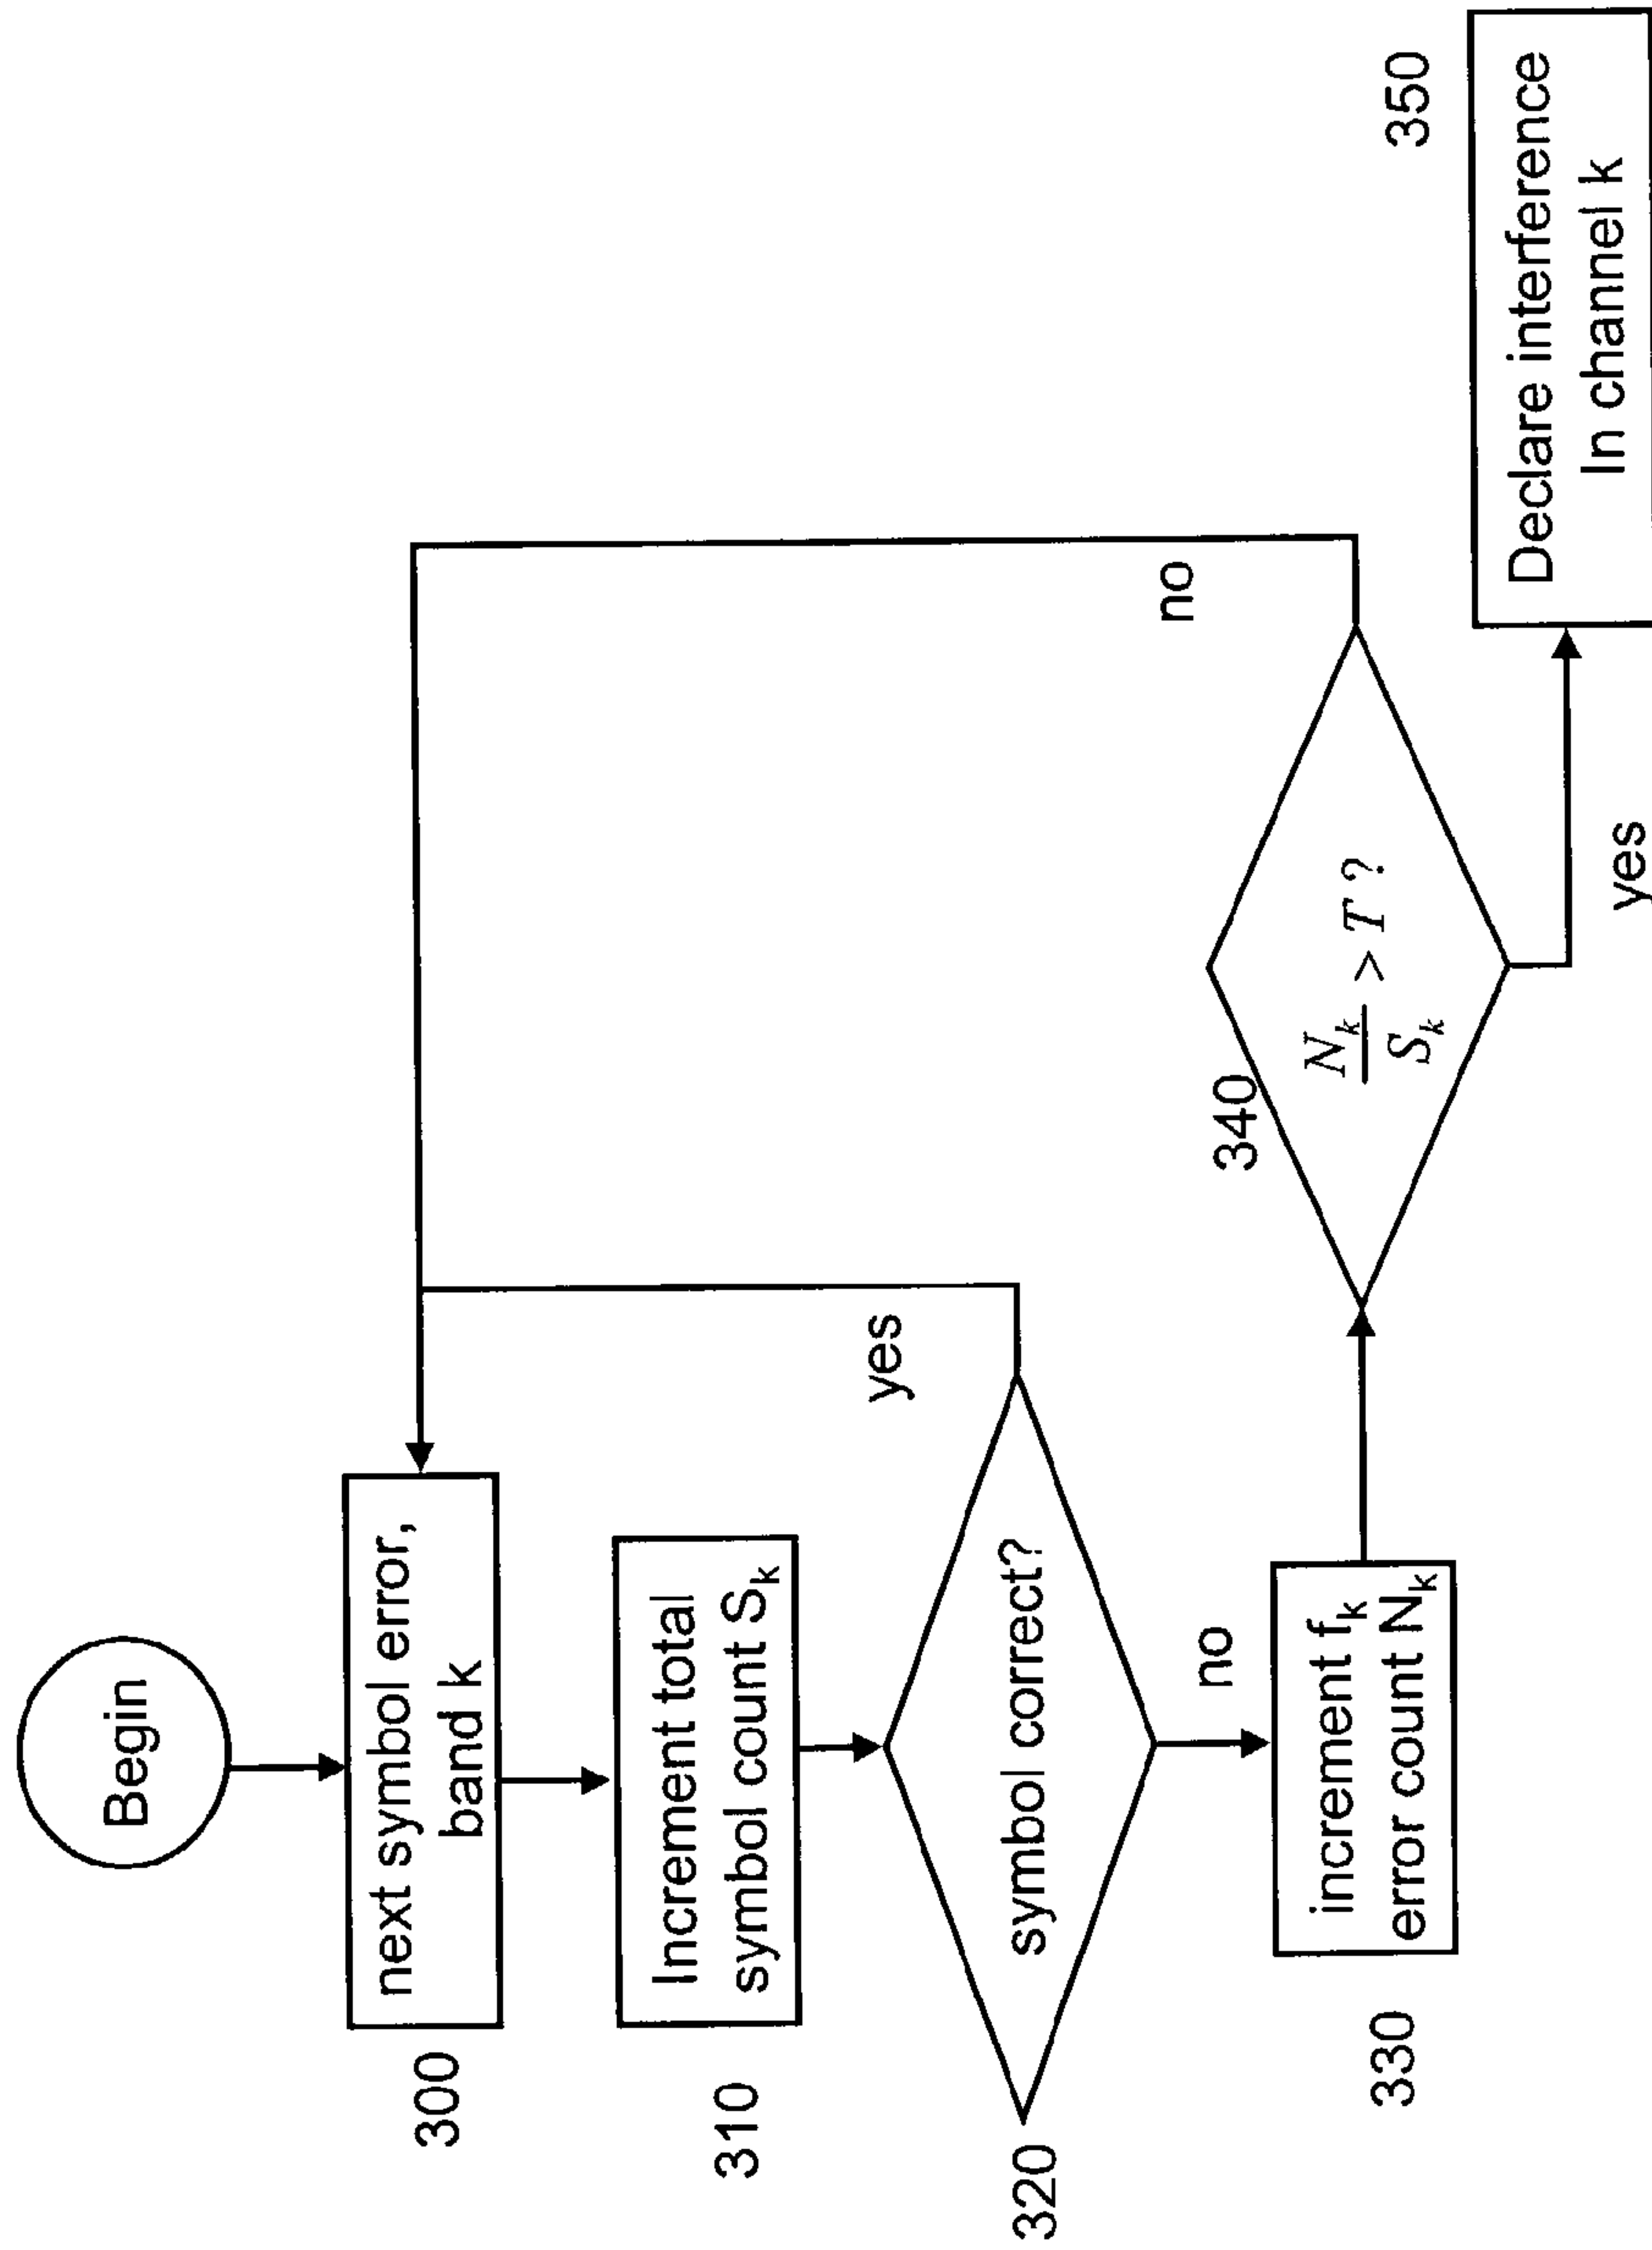 Begin
300
next symbol error,
band k
310
Increment total
symbol count Sk
yes
320
symbol correct?
no
330
increment fk
error count Nk
340
Nk
Sk
> T ?
no
yes
350
Declare interference
In channel k